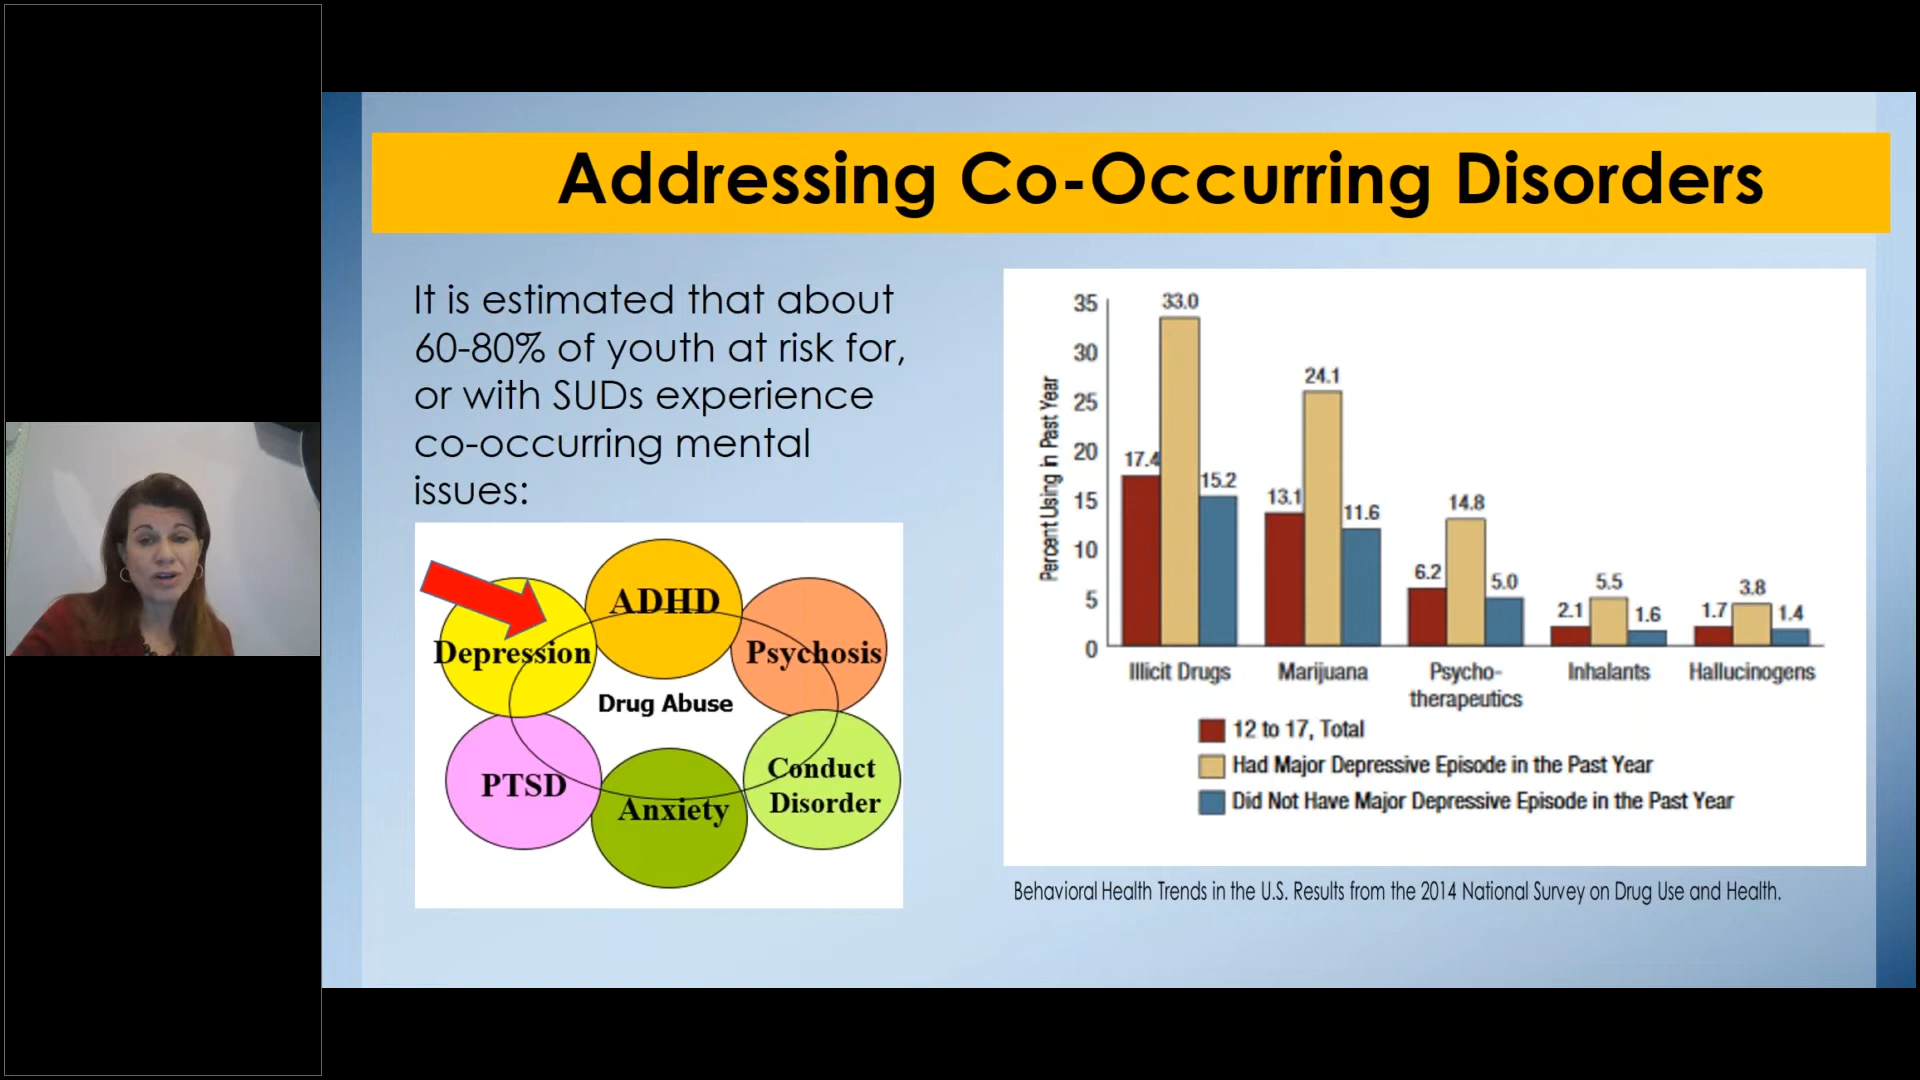 Addressing Co-Occurring Disorders
It is estimated that about
60-80% of youth at risk for,
or with SUDs experience
co-occurring mental
issues:
ADHD
Depression
Psychosis
Drug Abuse
PTSD
Anxiety
Conduct
Disorder
Percent Using in Past Year
35
30
25
20
15
10
5
0
17.4
33.0
15.2
13.1
24.1
11.6
6.2
14.8
5.0
2.1
5.5
1.6
1.7
3.8
1.4
Illicit Drugs
Marijuana
Psycho-
therapeutics
Inhalants
Hallucinogens
12 to 17, Total
Had Major Depressive Episode in the Past Year
Did Not Have Major Depressive Episode in the Past Year
Behavioral Health Trends in the U.S. Results from the 2014 National Survey on Drug Use and Health.